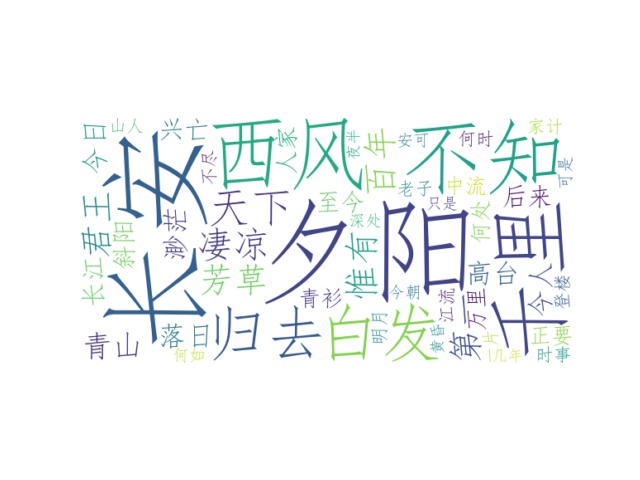 山人
兴亡
西风
不知
家计
今日
人家
夜半
安可
何时
长安
不尽
百年
老子
中流
可是
君王
斜阳
渺茫
天下
至今
只是
后来
夕阳
千里
凄凉
惟有
深处
何处
长江
芳草
高台
今人
登楼
青衫
今朝
江流
万里
青山
落日
归去
白发
明月
黄昏
第
片
正要
何如
几年
时事